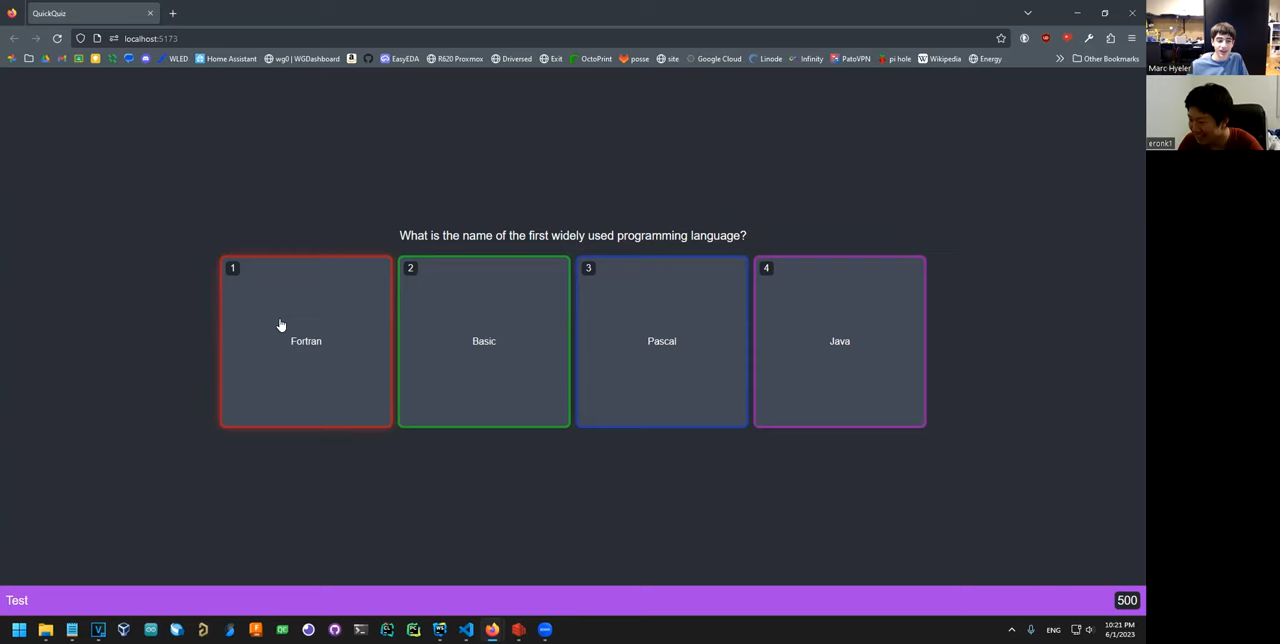 QuickQuiz
localhost:5173
WLED
Home Assistant
wg0 | WGDashboard
EasyEDA
R620 Proxmox
Driversed
Exit
OctoPrint
posse
site
Google Cloud
Linode
Infinity
PatoVPN
pi hole
Wikipedia
Energy
Other Bookmarks
Marc Hyeler
eronk1
What is the name of the first widely used programming language?
1
Fortran
2
Basic
3
Pascal
4
Java
Test
500
ENG
10:21 PM
6/1/2023